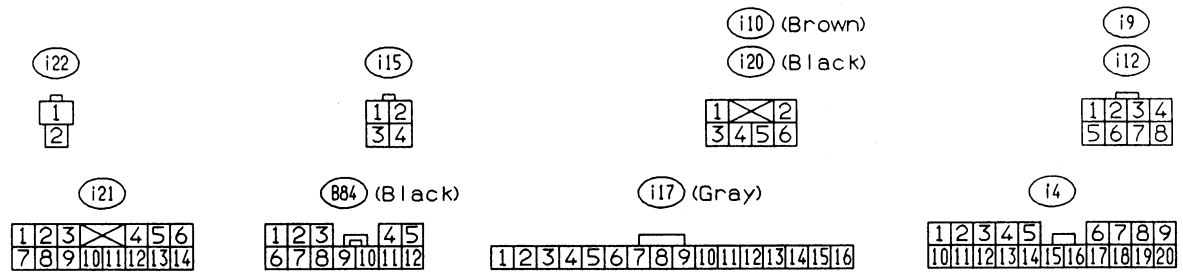 i10 (Brown) i9
i22 i15 i20 (Black) i12
1 1 2 1 2 1 2 3 4
2 3 4 3 4 5 6 5 6 7 8
i21 B84 (Black) i17 (Gray) i4
1 2 3 4 5 6 1 2 3 4 5 1 2 3 4 5 6 7 8 9
7 8 9 10 11 12 13 14 6 7 8 9 10 11 12 1 2 3 4 5 6 7 8 9 10 11 12 13 14 15 16 10 11 12 13 14 15 16 17 18 19 20